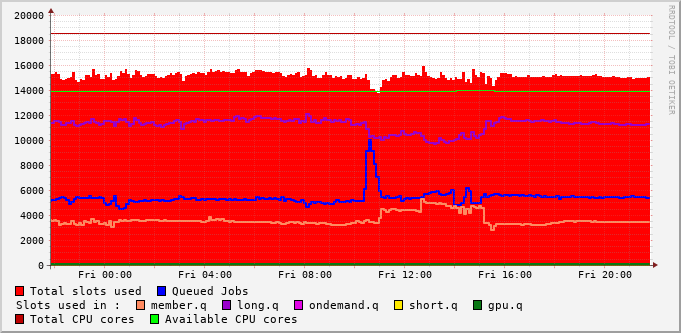 20000
18000
16000
14000
12000
10000
8000
6000
4000
2000
0
Fri 00:00 Fri 04:00 Fri 08:00 Fri 12:00 Fri 16:00 Fri 20:00
Total slots used Queued Jobs
Slots used in : member.q long.q ondemand.q short.q gpu.q
Total CPU cores Available CPU cores
RRDTOOL / TOBI OETIKER